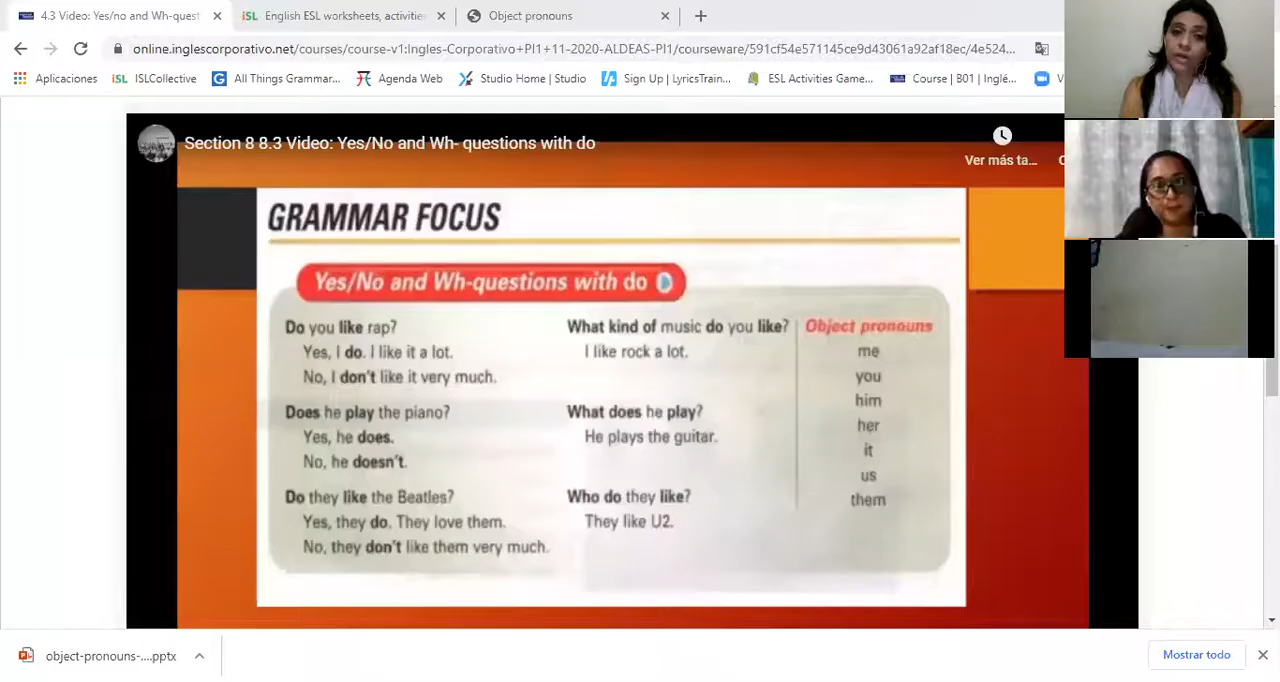 4.3 Video: Yes/no and Wh-quest
iSL English ESL worksheets, activitie
Object pronouns
online.inglescorporativo.net/courses/course-v1:Ingles-Corporativo+PI1+11-2020-ALDEAS-PI1/courseware/591cf54e571145ce9d43061a92af18ec/4e524...
Aplicaciones
iSL ISLCollective
All Things Grammar...
Agenda Web
Studio Home | Studio
Sign Up | LyricsTrain...
ESL Activities Game...
Course | B01 | Inglé...
Section 8 8.3 Video: Yes/No and Wh- questions with do
Ver más ta...
GRAMMAR FOCUS
Yes/No and Wh-questions with do
Do you like rap?
Yes, I do. I like it a lot.
No, I don't like it very much.
Does he play the piano?
Yes, he does.
No, he doesn't.
Do they like the Beatles?
Yes, they do. They love them.
No, they don't like them very much.
What kind of music do you like?
I like rock a lot.
What does he play?
He plays the guitar.
Who do they like?
They like U2.
Object pronouns
me
you
him
her
it
us
them
object-pronouns-....pptx
Mostrar todo